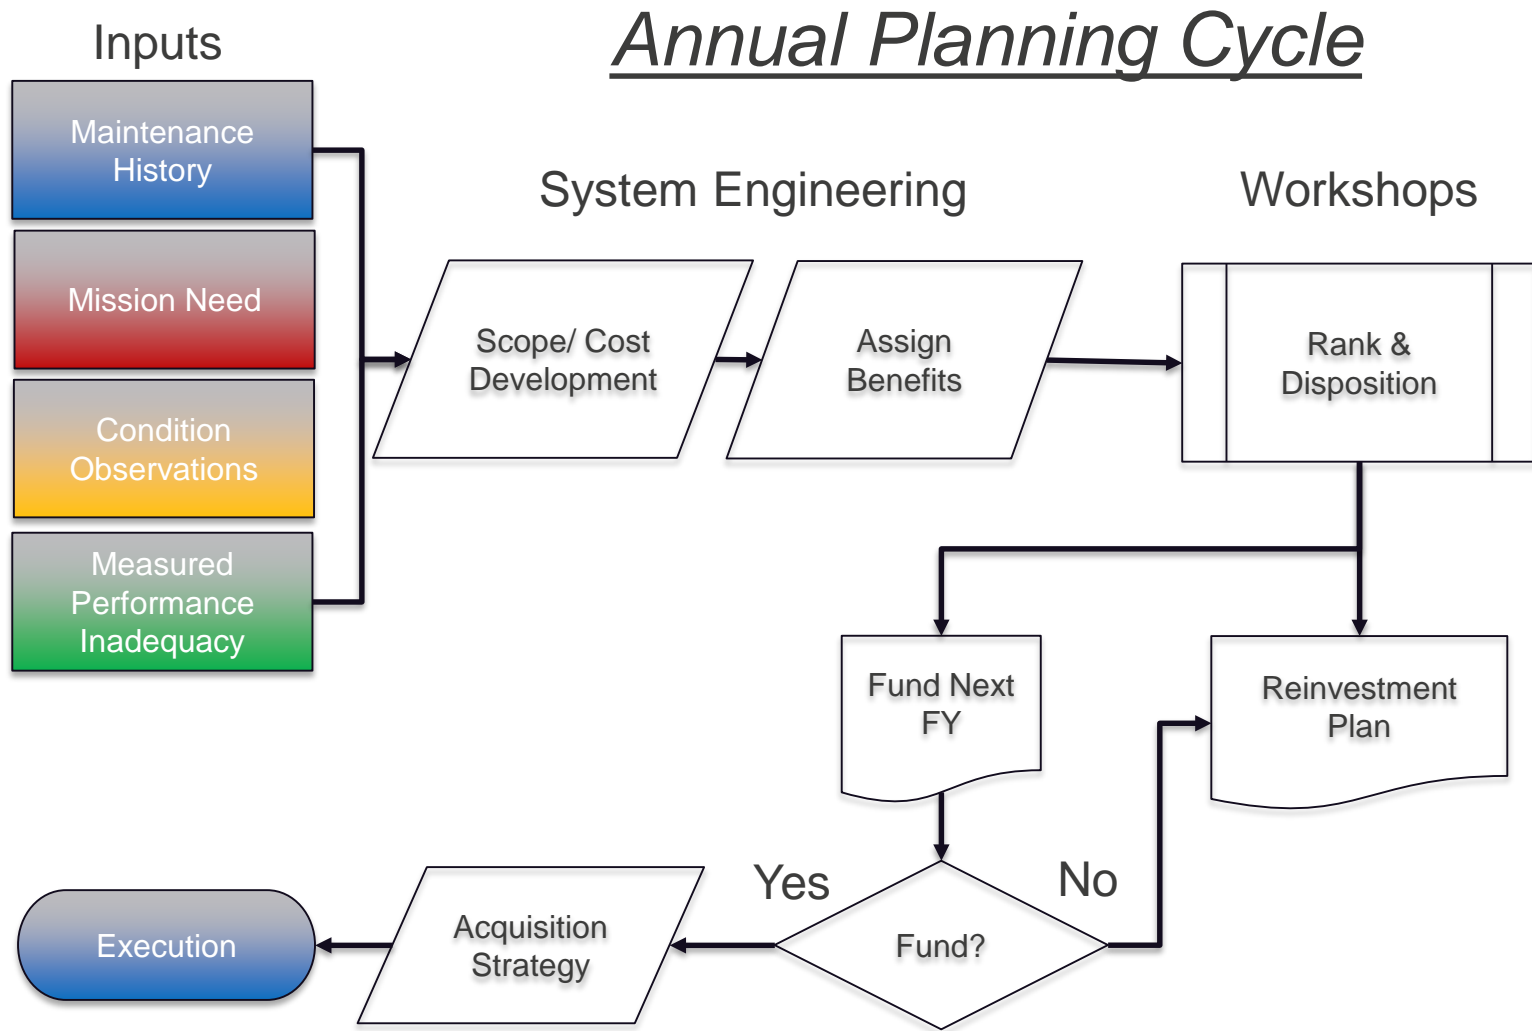 Annual Planning Cycle
Inputs
Maintenance
History
Mission Need
Condition
Observations
Measured
Performance
Inadequacy
System Engineering
Scope/ Cost
Development
Assign
Benefits
Workshops
Rank &
Disposition
Fund Next
FY
Reinvestment
Plan
Yes
No
Fund?
Acquisition
Strategy
Execution